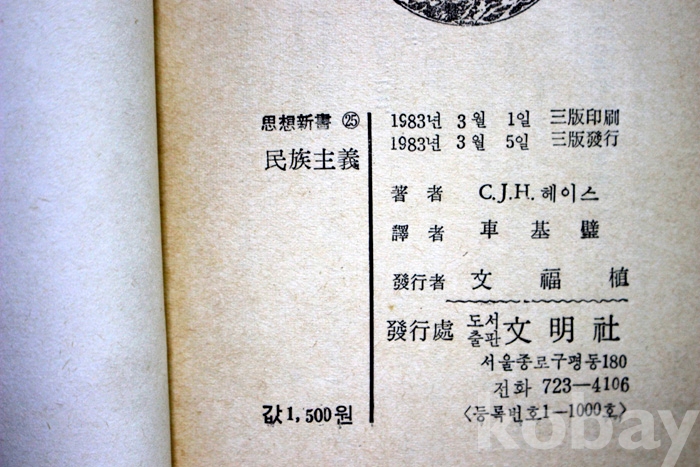 思想新書 ㉕
民族主義
1983년 3월 1일 三版印刷
1983년 3월 5일 三版發行
著者 C.J.H. 헤이스
譯者 車基璧
發行者 文福植
發行處 도서출판 文明社
서울종로구평동180
전화 723—4106
〈등록번호1—1000호〉
값1,500원
kobay